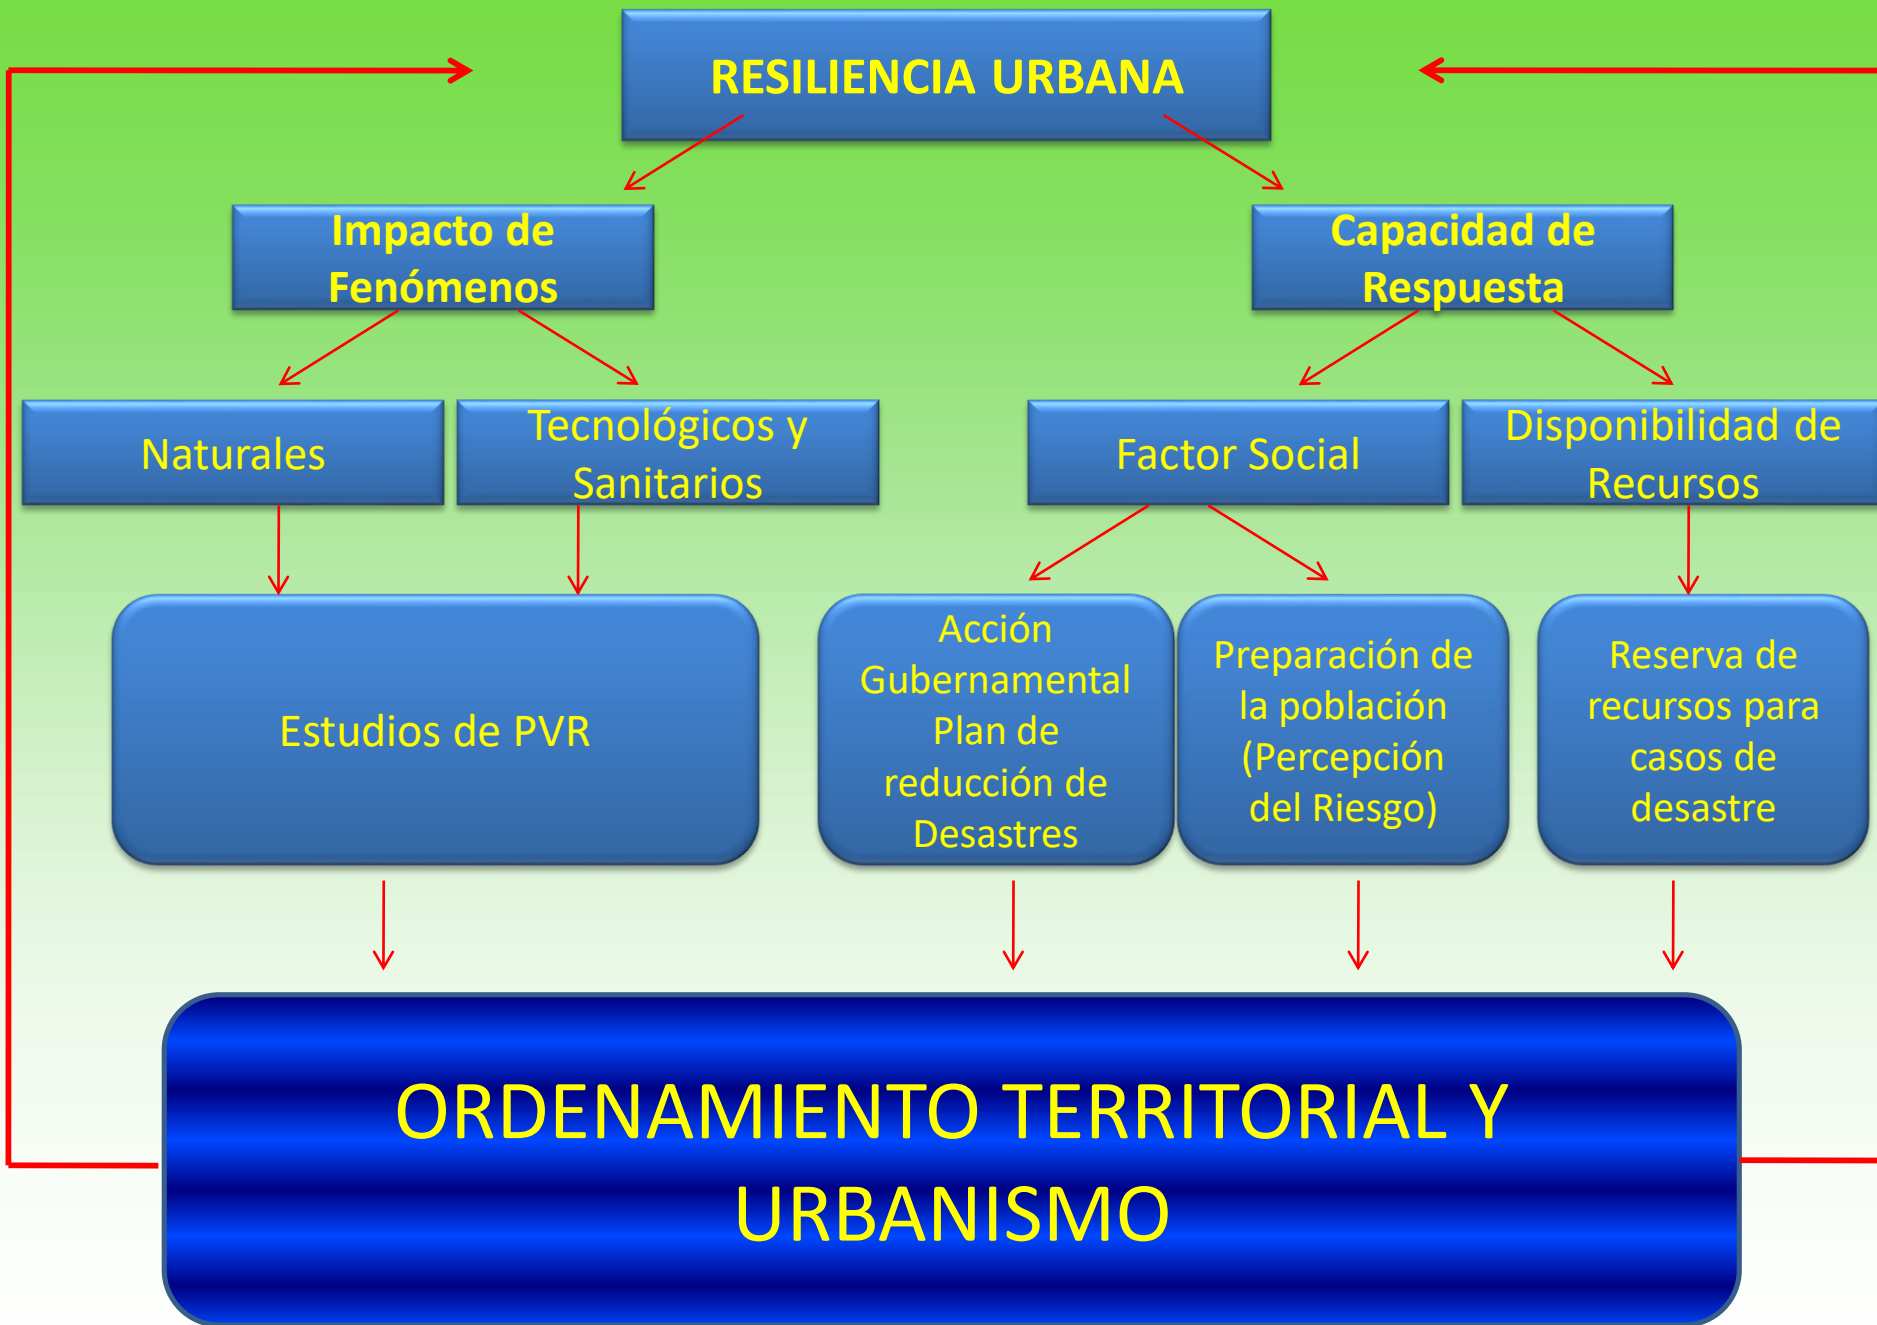 RESILIENCIA URBANA
Impacto de
Fenómenos
Capacidad de
Respuesta
Naturales
Tecnológicos y
Sanitarios
Factor Social
Disponibilidad de
Recursos
Estudios de PVR
Acción
Gubernamental
Plan de
reducción de
Desastres
Preparación de
la población
(Percepción
del Riesgo)
Reserva de
recursos para
casos de
desastre
ORDENAMIENTO TERRITORIAL Y
URBANISMO